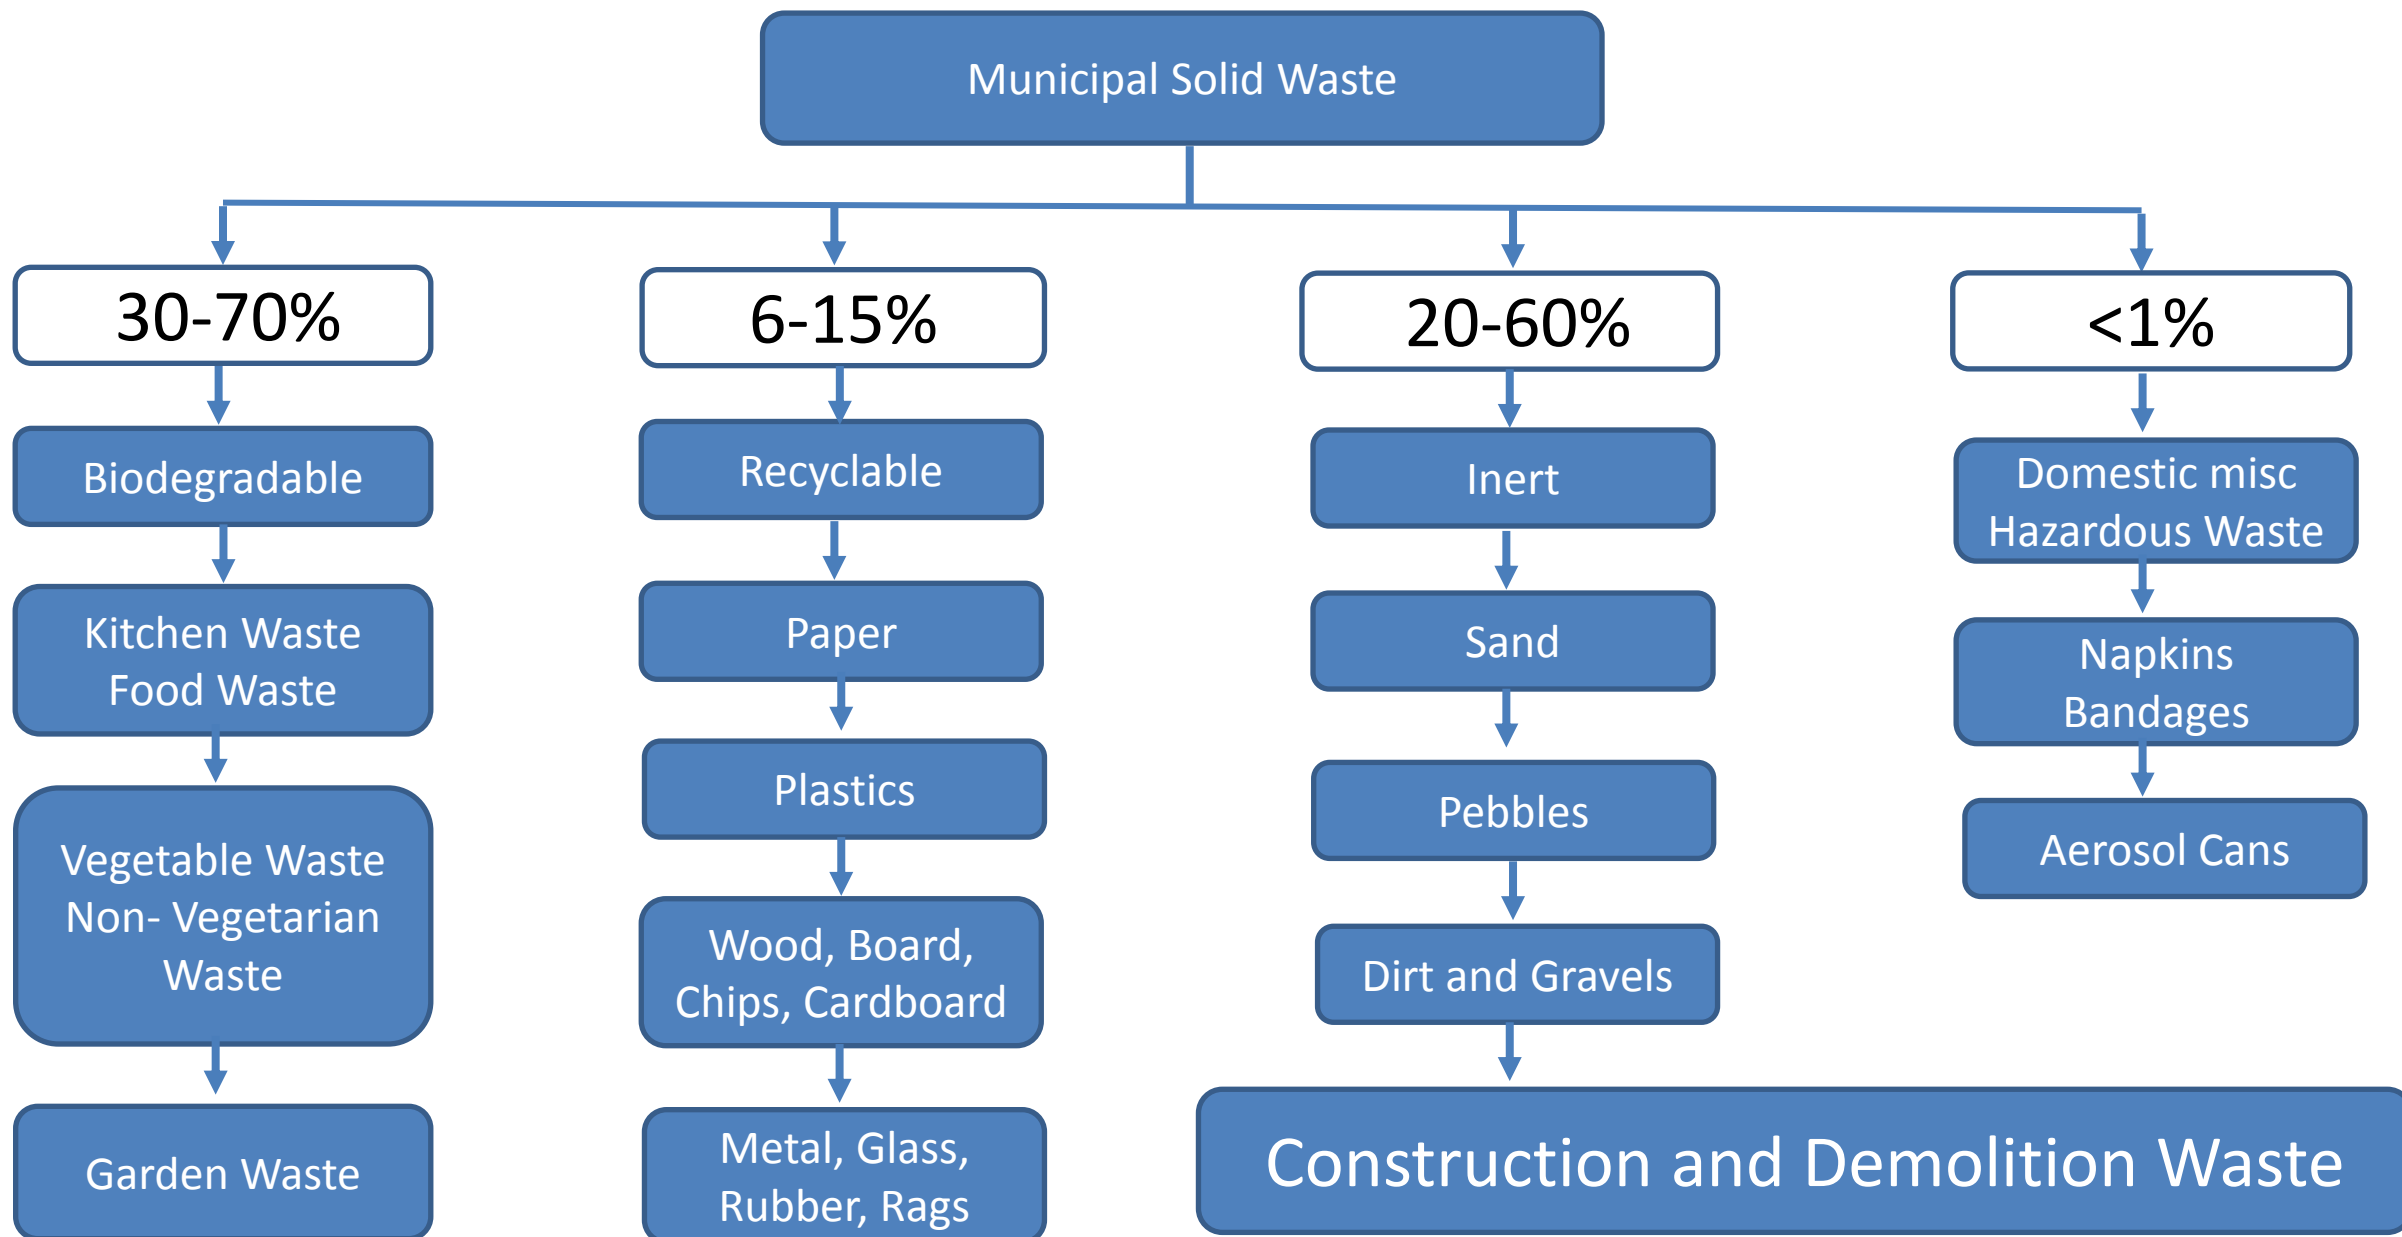 Municipal Solid Waste
30-70%
Biodegradable
Kitchen Waste
Food Waste
Vegetable Waste
Non- Vegetarian
Waste
Garden Waste
6-15%
Recyclable
Paper
Plastics
Wood, Board,
Chips, Cardboard
Metal, Glass,
Rubber, Rags
20-60%
Inert
Sand
Pebbles
Dirt and Gravels
Construction and Demolition Waste
<1%
Domestic misc
Hazardous Waste
Napkins
Bandages
Aerosol Cans